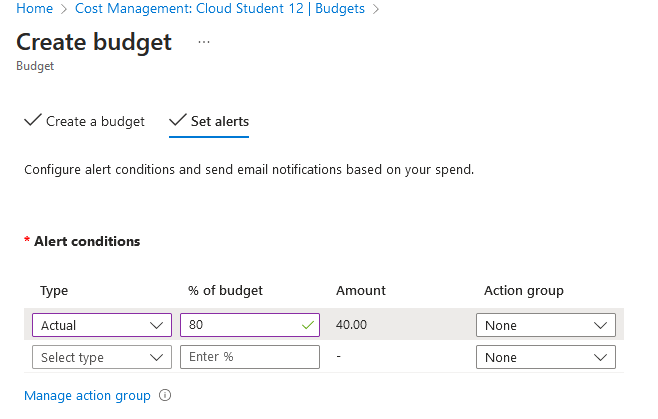 Home > Cost Management: Cloud Student 12 | Budgets >
Create budget ...
Budget
Create a budget Set alerts
Configure alert conditions and send email notifications based on your spend.
* Alert conditions
Type % of budget Amount Action group
Actual 80 40.00 None
Select type Enter % - None
Manage action group